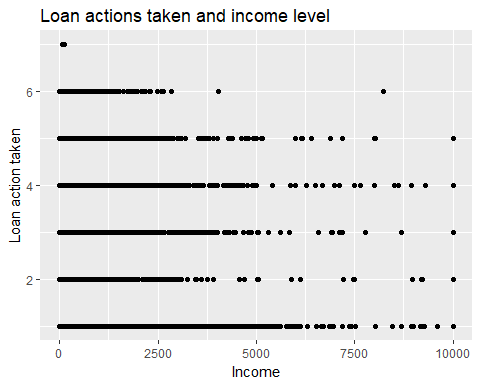 Loan actions taken and income level
Loan action taken
6
4
2
0
2500
5000
7500
10000
Income